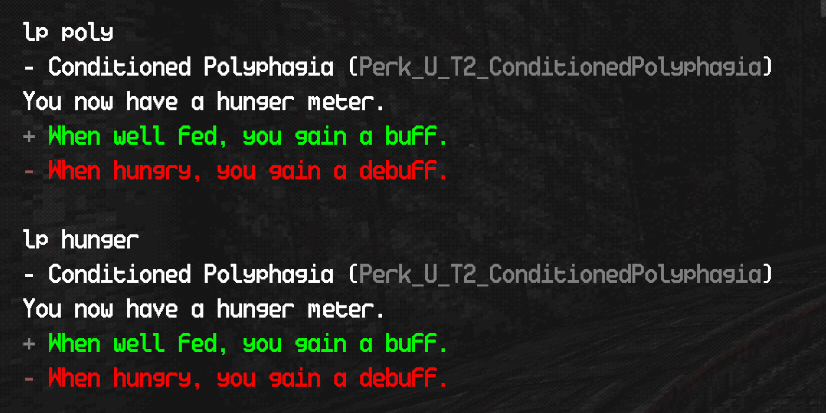 lp poly
- Conditioned Polyphagia (Perk_U_T2_ConditionedPolyphagia)
You now have a hunger meter.
+ When well fed, you gain a buff.
- When hungry, you gain a debuff.
lp hunger
- Conditioned Polyphagia (Perk_U_T2_ConditionedPolyphagia)
You now have a hunger meter.
+ When well fed, you gain a buff.
- When hungry, you gain a debuff.